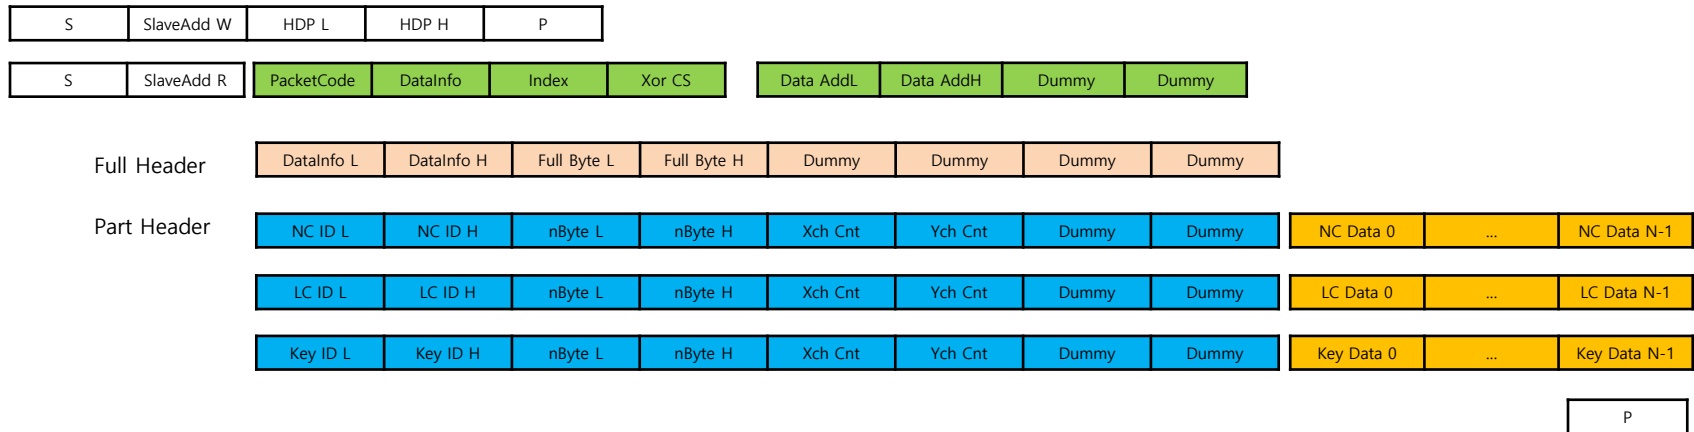 S SlaveAdd W HDP L HDP H P
S SlaveAdd R PacketCode DataInfo Index Xor CS Data AddL Data AddH Dummy Dummy
Full Header DataInfo L DataInfo H Full Byte L Full Byte H Dummy Dummy Dummy Dummy
Part Header NC ID L NC ID H nByte L nByte H Xch Cnt Ych Cnt Dummy Dummy NC Data 0 ... NC Data N-1
LC ID L LC ID H nByte L nByte H Xch Cnt Ych Cnt Dummy Dummy LC Data 0 ... LC Data N-1
Key ID L Key ID H nByte L nByte H Xch Cnt Ych Cnt Dummy Dummy Key Data 0 ... Key Data N-1
P